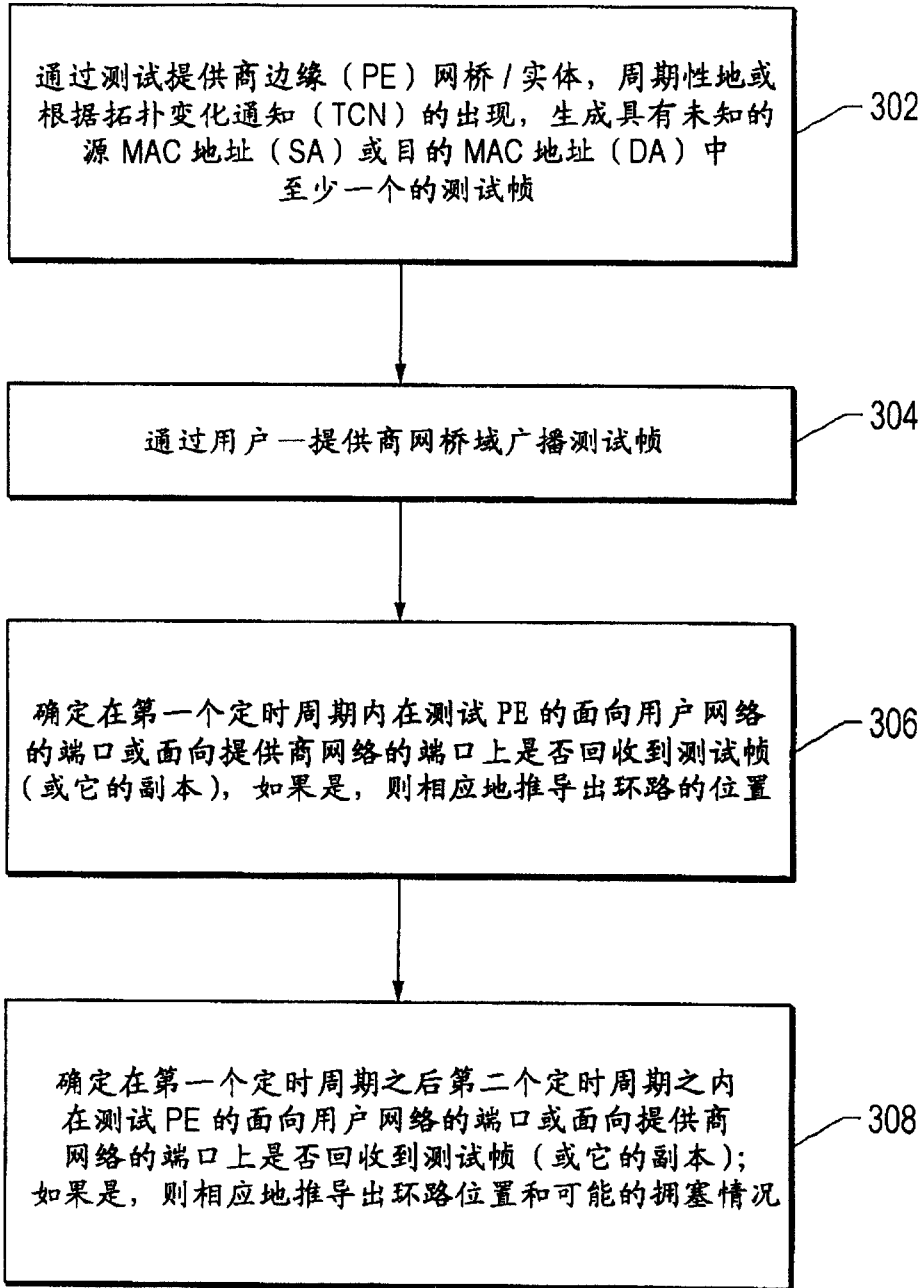 通过测试提供商边缘（PE）网桥/实体，周期性地或
根据拓扑变化通知（TCN）的出现，生成具有未知的
源 MAC 地址（SA）或目的 MAC 地址（DA）中
至少一个的测试帧
302
通过用户一提供商网桥域广播测试帧
304
确定在第一个定时周期内在测试 PE 的面向用户网络
的端口或面向提供商网络的端口上是否回收到测试帧
（或它的副本），如果是，则相应地推导出环路的位置
306
确定在第一个定时周期之后第二个定时周期之内
在测试 PE 的面向用户网络的端口或面向提供商
网络的端口上是否回收到测试帧（或它的副本）；
如果是，则相应地推导出环路位置和可能的拥塞情况
308